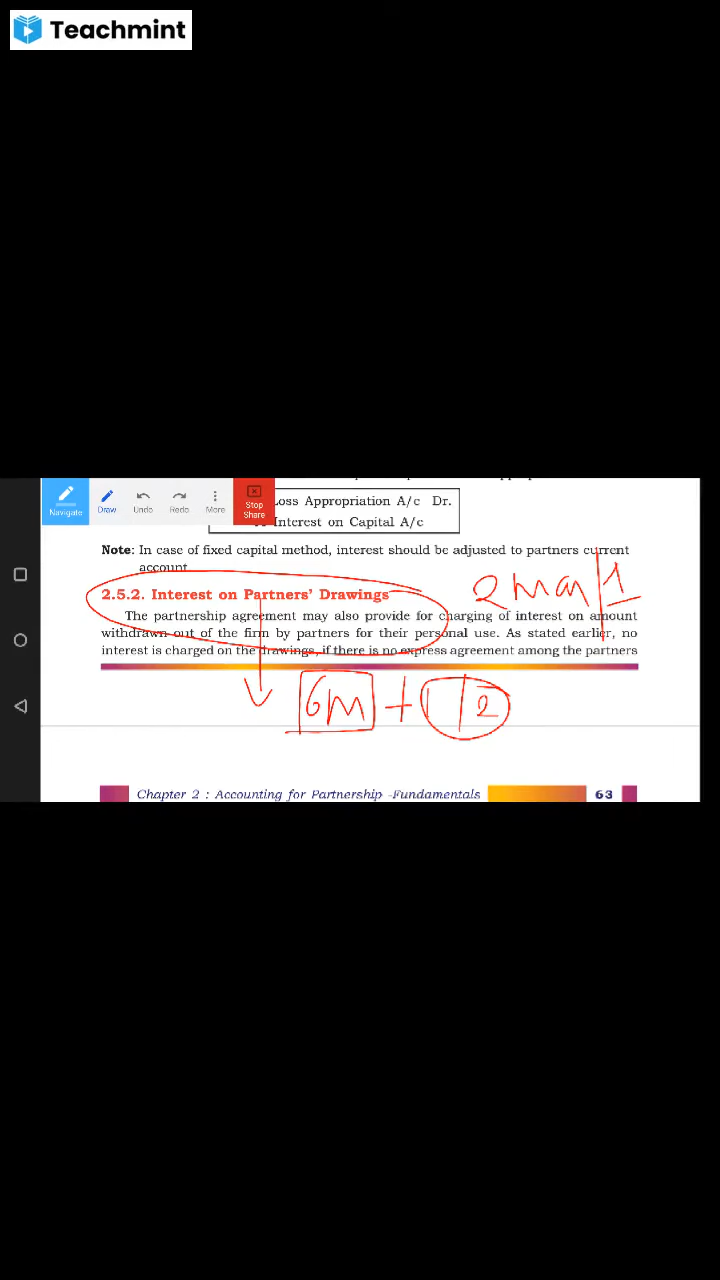 Teachmint
Navigate
Draw
Undo
Redo
More
Stop
Share
Loss Appropriation A/c Dr.
Interest on Capital A/c
Note: In case of fixed capital method, interest should be adjusted to partners current
account
2.5.2. Interest on Partners' Drawings
2 man/1
The partnership agreement may also provide for charging of interest on amount
withdrawn out of the firm by partners for their personal use. As stated earlier, no
interest is charged on the drawings, if there is no express agreement among the partners
6M + 1/2
Chapter 2 : Accounting for Partnership -Fundamentals 63